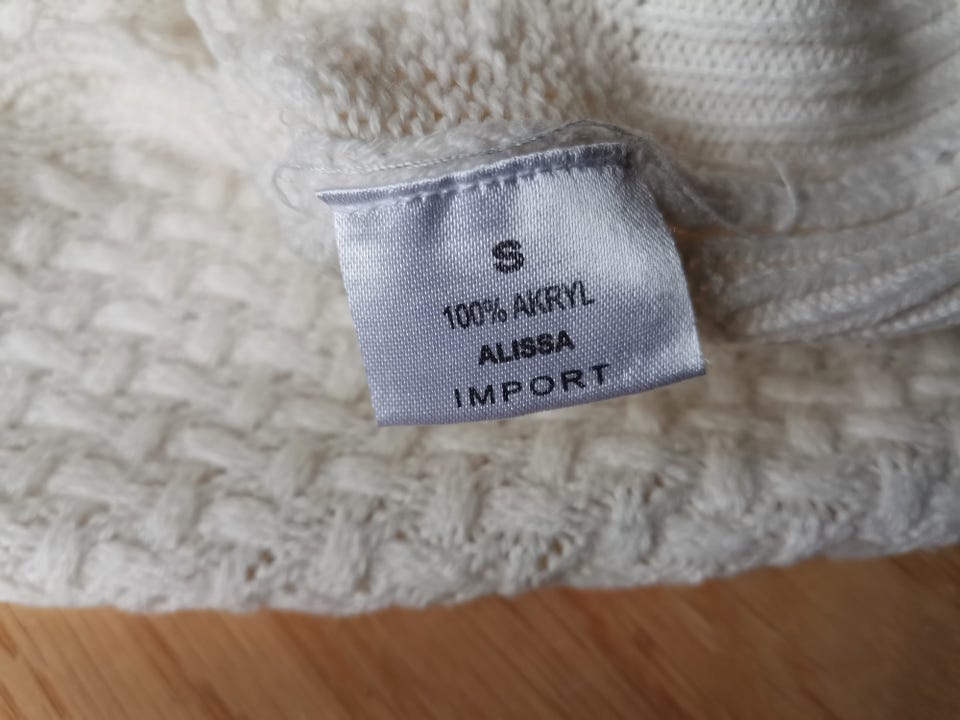 S
100% AKRYL
ALISSA
IMPORT